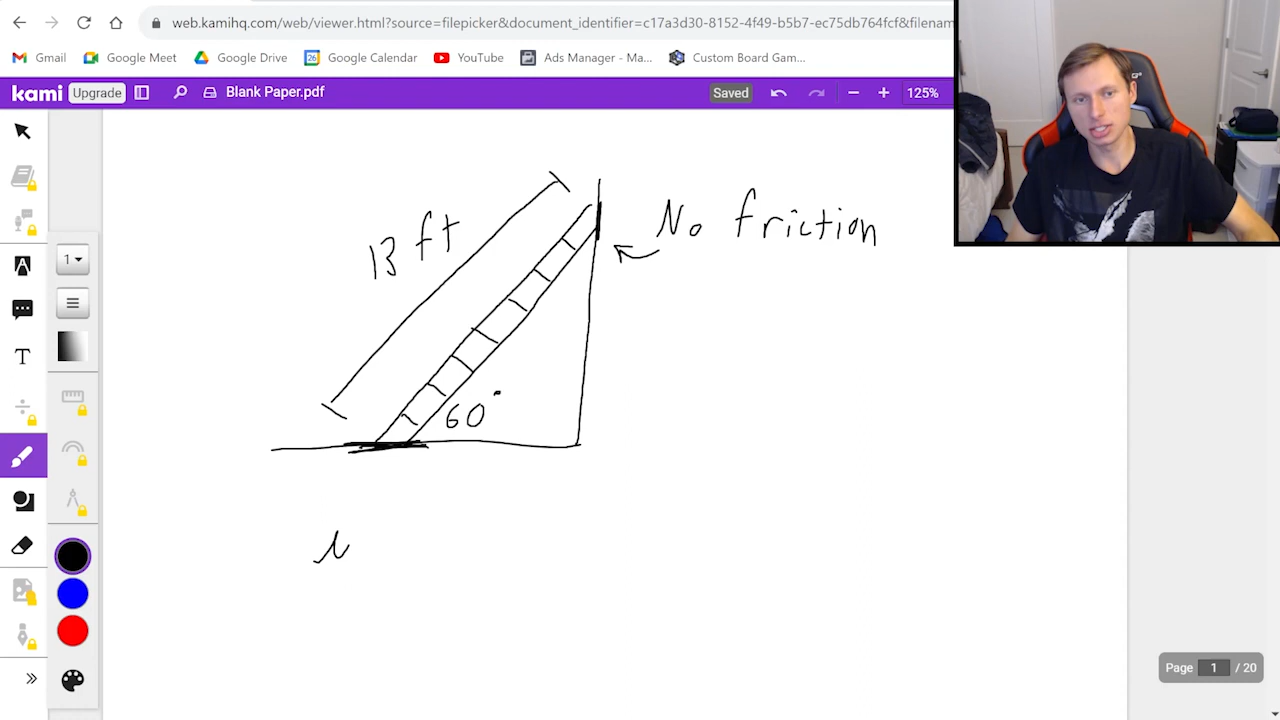 web.kamihq.com/web/viewer.html?source=filepicker&document_identifier=c17a3d30-8152-4f49-b5b7-ec75db764fcf&filenam
Gmail Google Meet Google Drive 26 Google Calendar YouTube Ads Manager - Ma... Custom Board Gam...
kami Upgrade Blank Paper.pdf Saved 125%
No friction
13 ft
1
T
60°
μ
Page 1 / 20